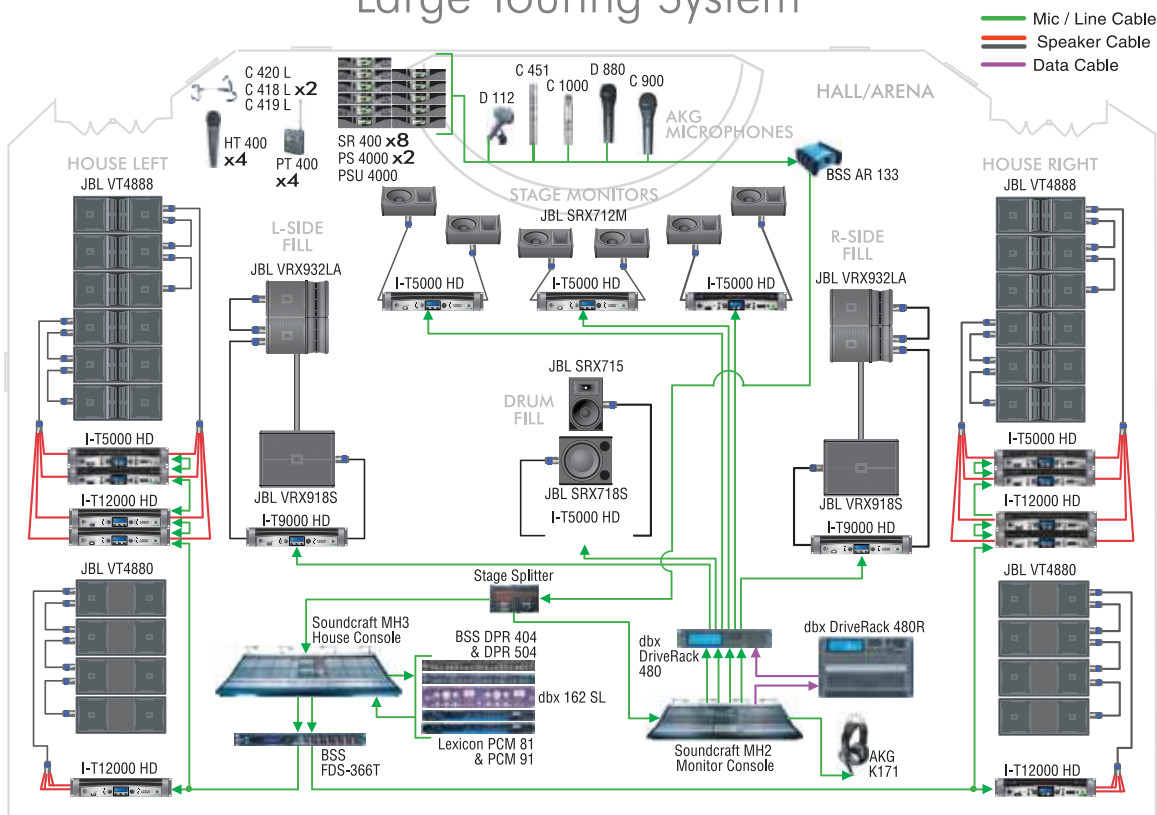 Large Touring System
Mic / Line Cable
Speaker Cable
Data Cable
C 420 L
C 418 L x2
C 419 L
HT 400
x4
PT 400
x4
SR 400 x8
PS 4000 x2
PSU 4000
D 112
C 451
C 1000
D 880
C 900
AKG
MICROPHONES
HALL/ARENA
BSS AR 133
HOUSE LEFT
JBL VT4888
HOUSE RIGHT
JBL VT4888
STAGE MONITORS
JBL SRX712M
L-SIDE
FILL
JBL VRX932LA
R-SIDE
FILL
JBL VRX932LA
I-T5000 HD
I-T5000 HD
I-T5000 HD
JBL SRX715
DRUM
FILL
JBL SRX718S
I-T5000 HD
I-T5000 HD
I-T12000 HD
JBL VRX918S
I-T9000 HD
JBL VRX918S
I-T9000 HD
I-T5000 HD
I-T12000 HD
JBL VT4880
JBL VT4880
Stage Splitter
Soundcraft MH3
House Console
BSS DPR 404
& DPR 504
dbx 162 SL
Lexicon PCM 81
& PCM 91
BSS
FDS-366T
dbx
DriveRack
480
dbx DriveRack 480R
Soundcraft MH2
Monitor Console
AKG
K171
I-T12000 HD
I-T12000 HD